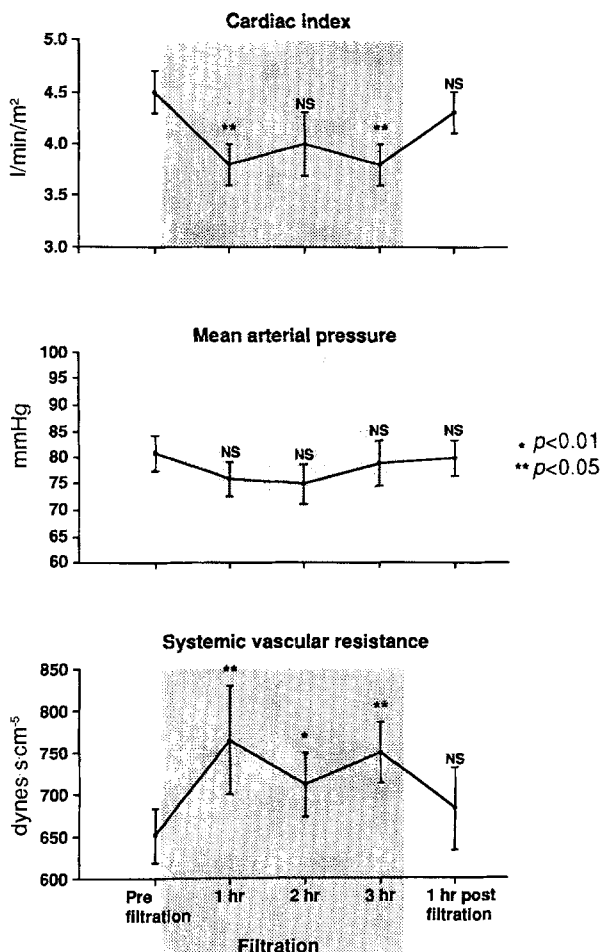 Cardiac index
5.0
4.5
4.0
3.5
3.0
l/min/m²
**
NS
**
NS
Mean arterial pressure
100
95
90
85
80
75
70
65
60
mmHg
NS
NS
NS
NS
* p<0.01
** p<0.05
Systemic vascular resistance
850
800
750
700
650
600
dynes·s·cm⁻⁵
**
*
**
NS
Pre filtration
1 hr
2 hr
3 hr
1 hr post filtration
Filtration